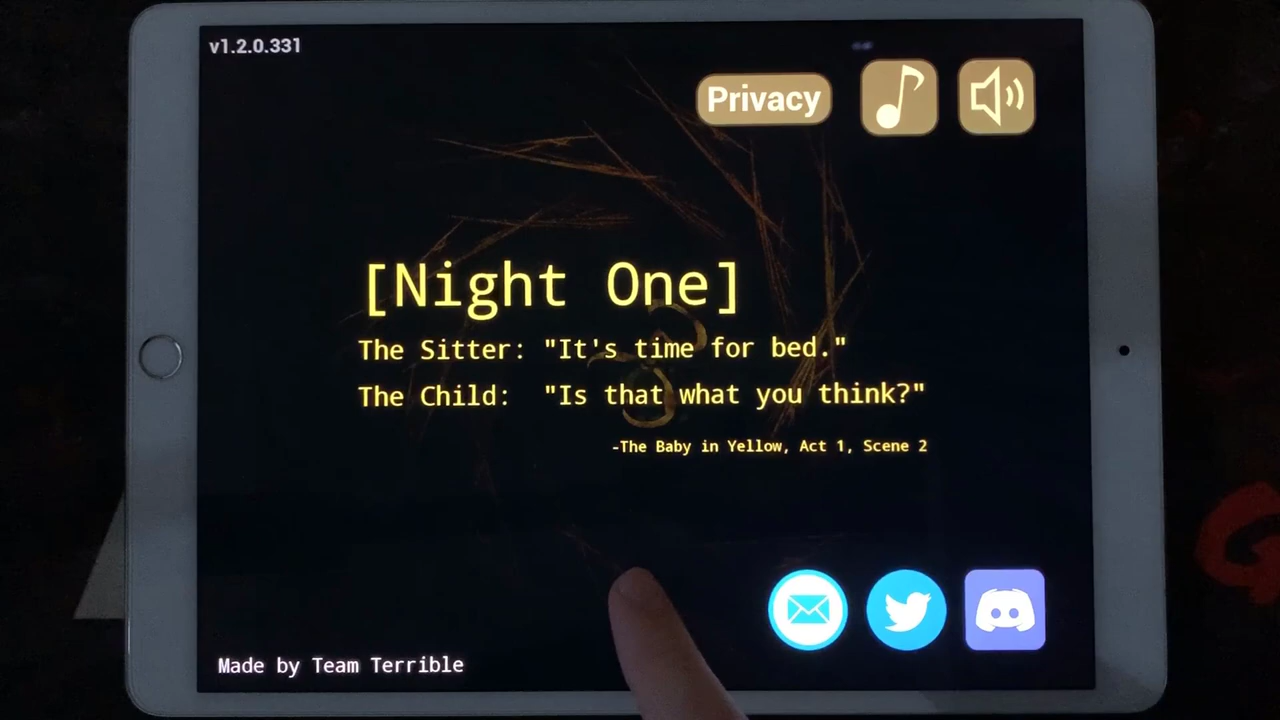 v1.2.0.331
Privacy
[Night One]
The Sitter: "It's time for bed."
The Child: "Is that what you think?"
-The Baby in Yellow, Act 1, Scene 2
Made by Team Terrible